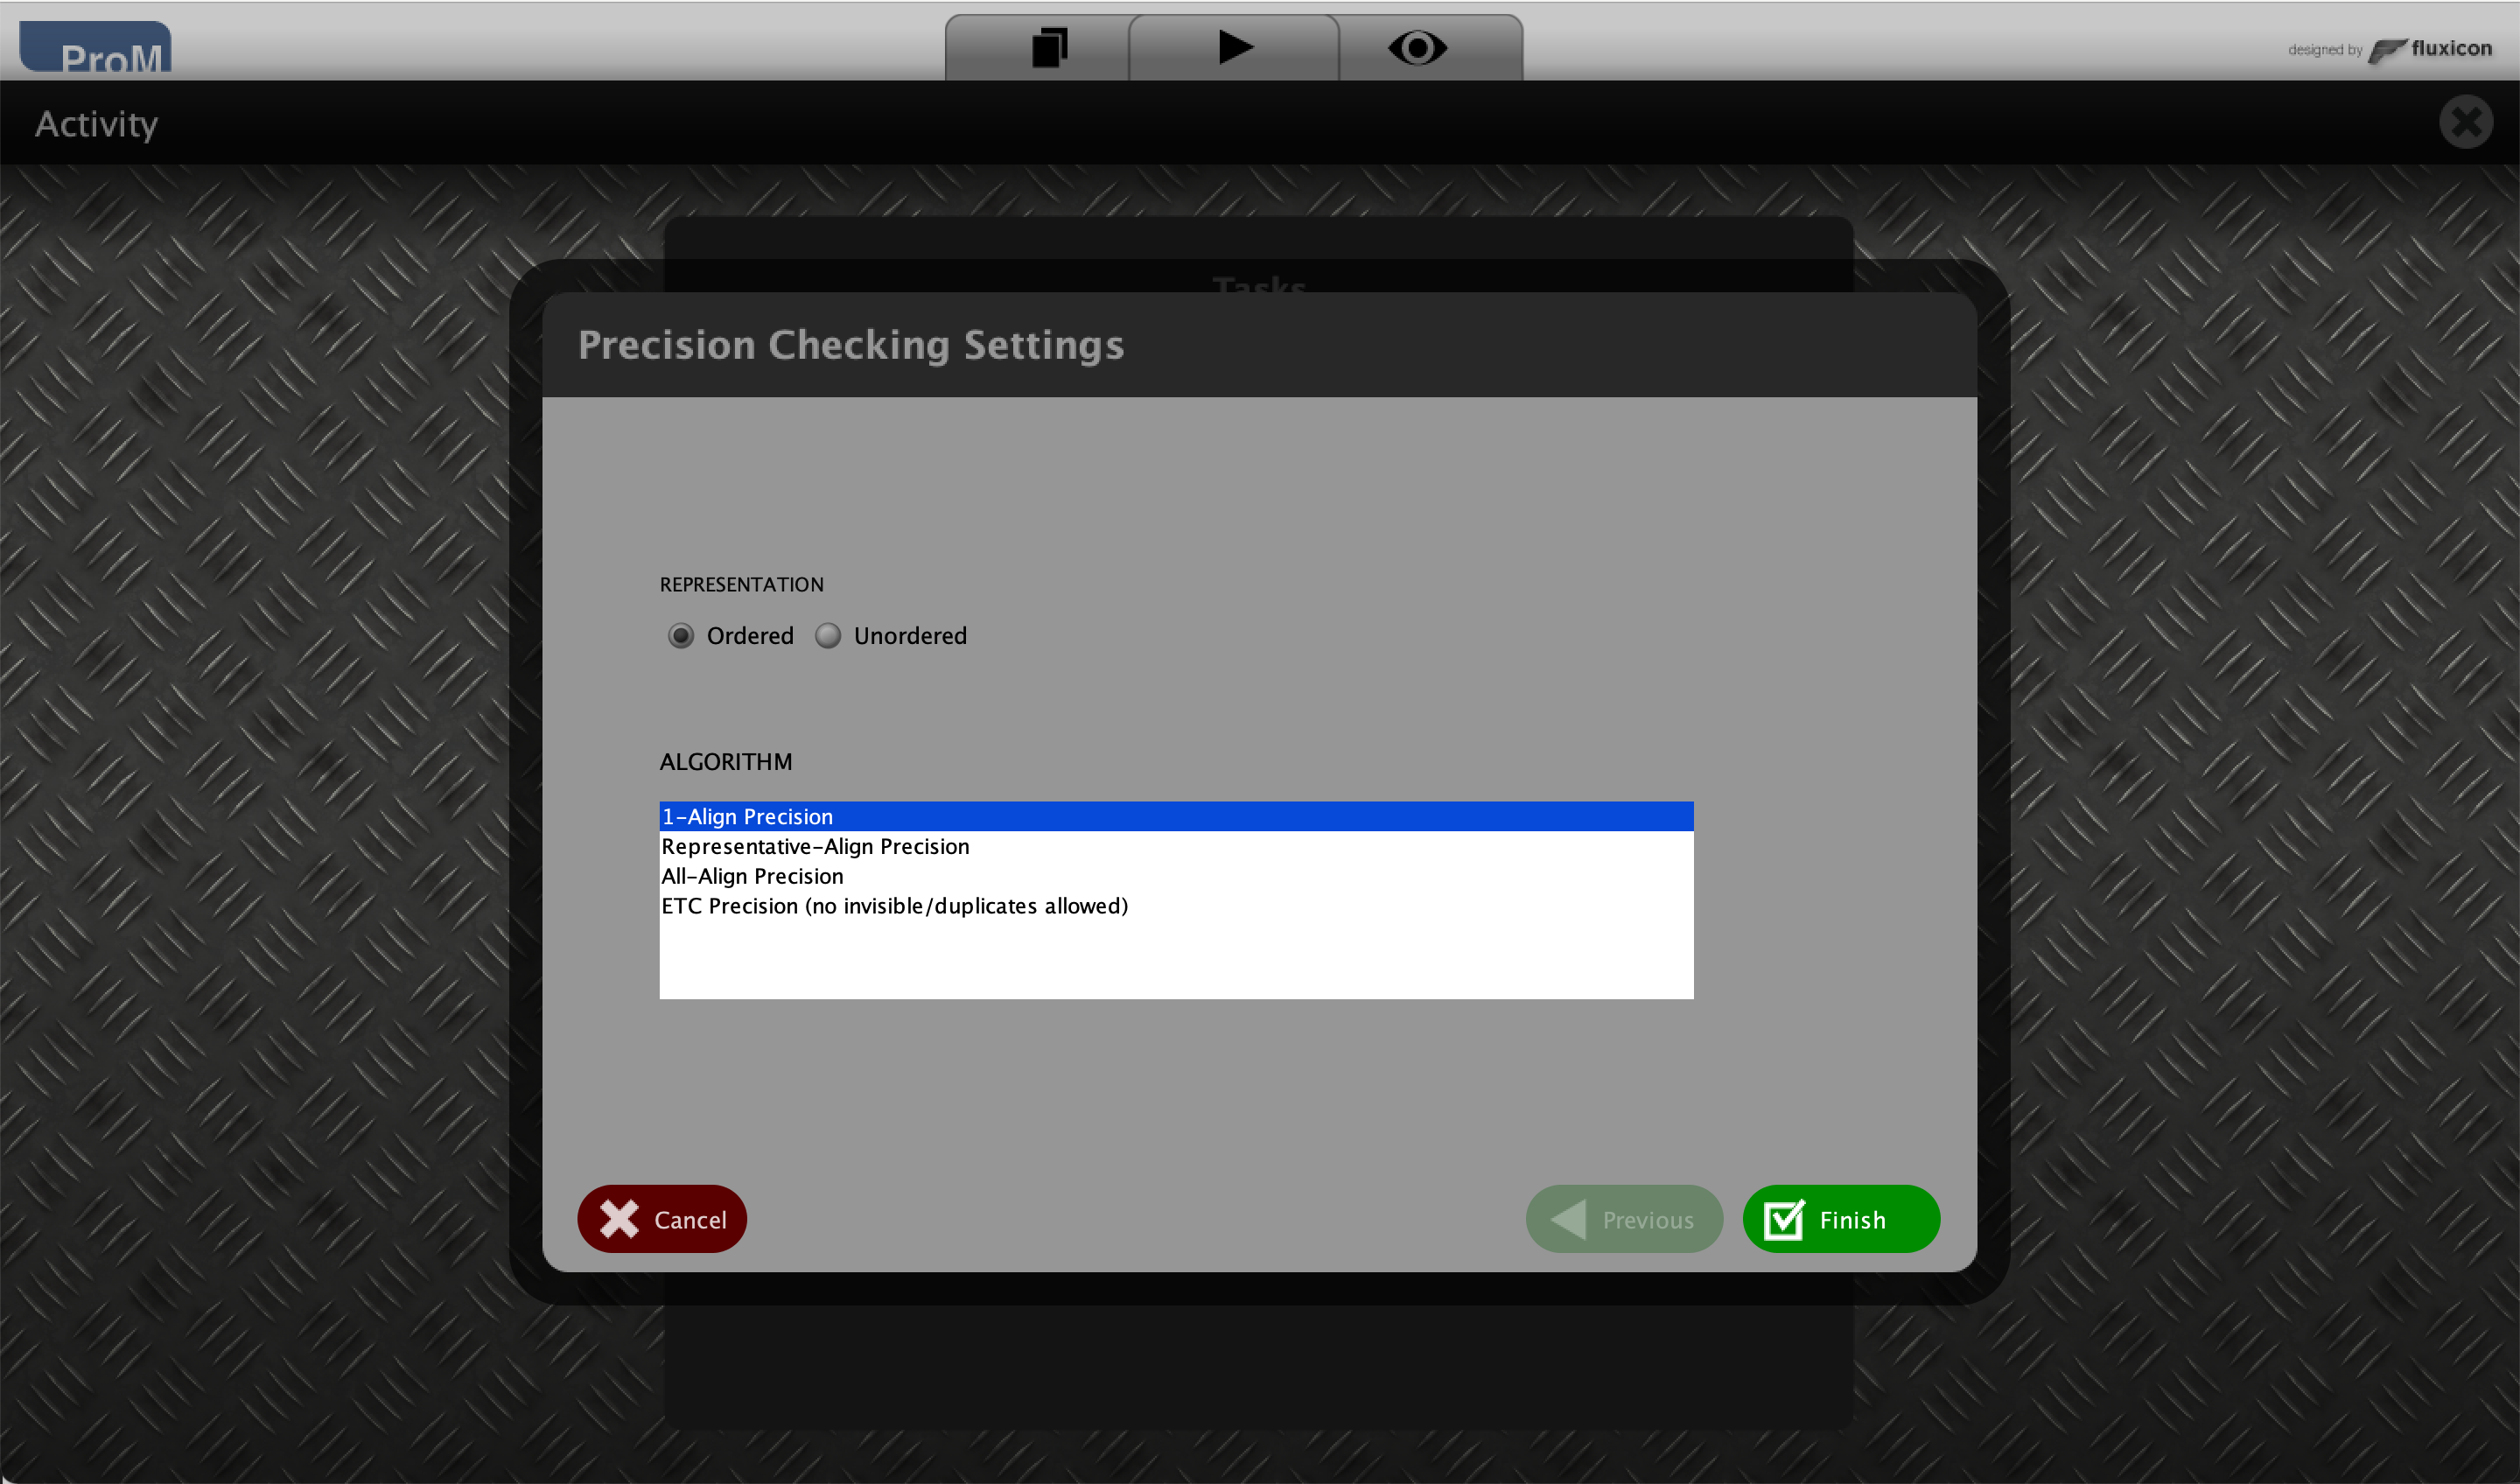 ProM
designed by fluxicon
Activity
Tasks
Precision Checking Settings
REPRESENTATION
Ordered Unordered
ALGORITHM
1-Align Precision
Representative-Align Precision
All-Align Precision
ETC Precision (no invisible/duplicates allowed)
Cancel Previous Finish